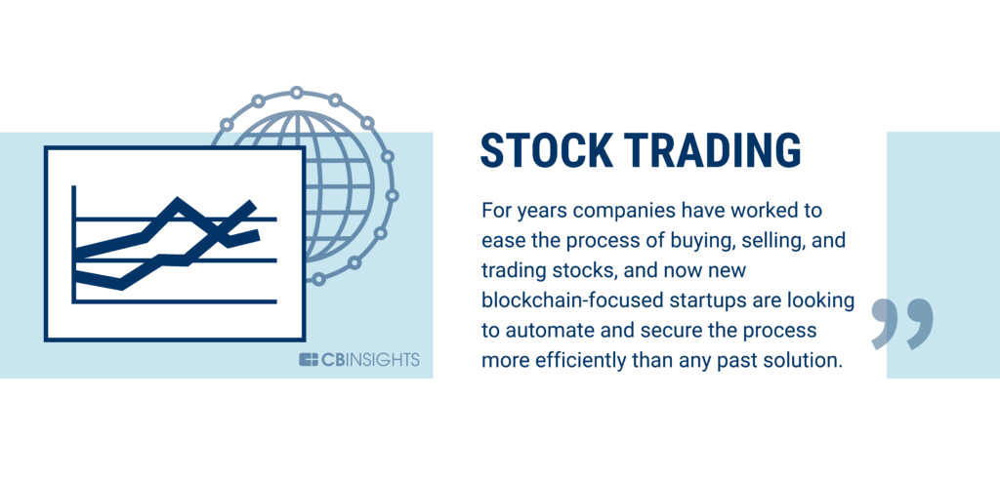 STOCK TRADING
For years companies have worked to
ease the process of buying, selling, and
trading stocks, and now new
blockchain-focused startups are looking
to automate and secure the process
more efficiently than any past solution.
”
CBINSIGHTS